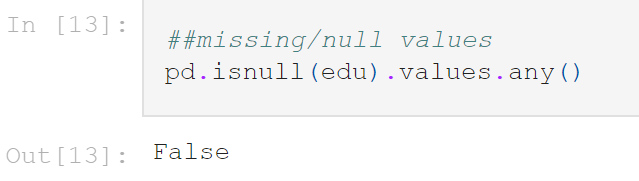 In [13]:
##missing/null values
pd.isnull(edu).values.any()
Out[13]: False